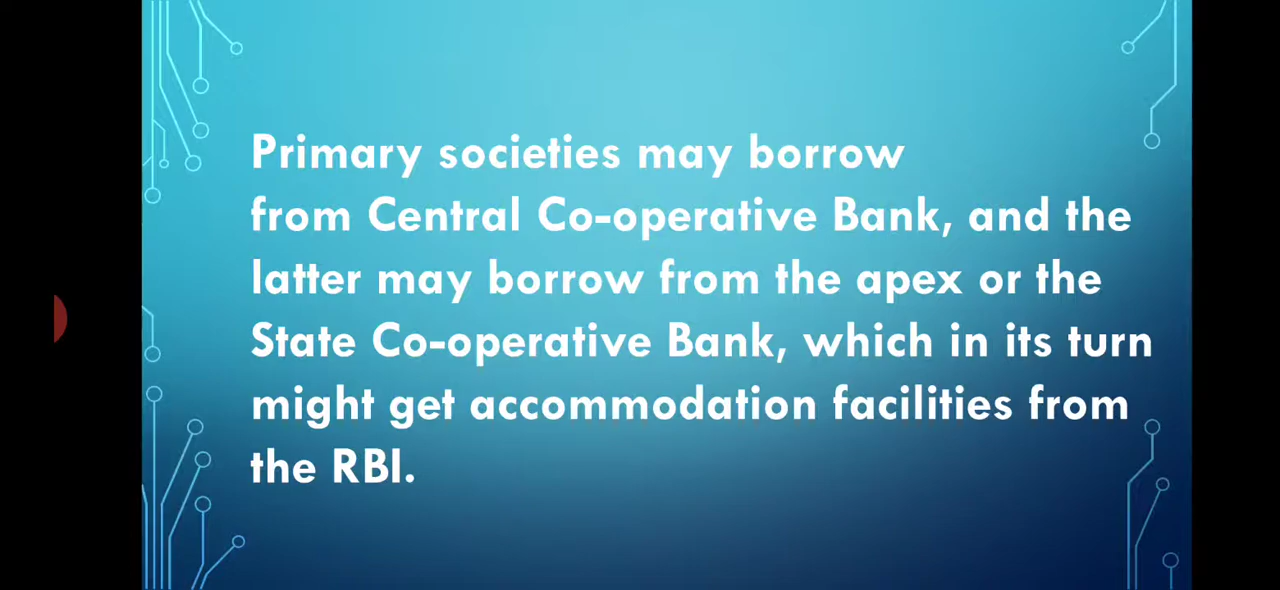 Primary societies may borrow
from Central Co-operative Bank, and the
latter may borrow from the apex or the
State Co-operative Bank, which in its turn
might get accommodation facilities from
the RBI.